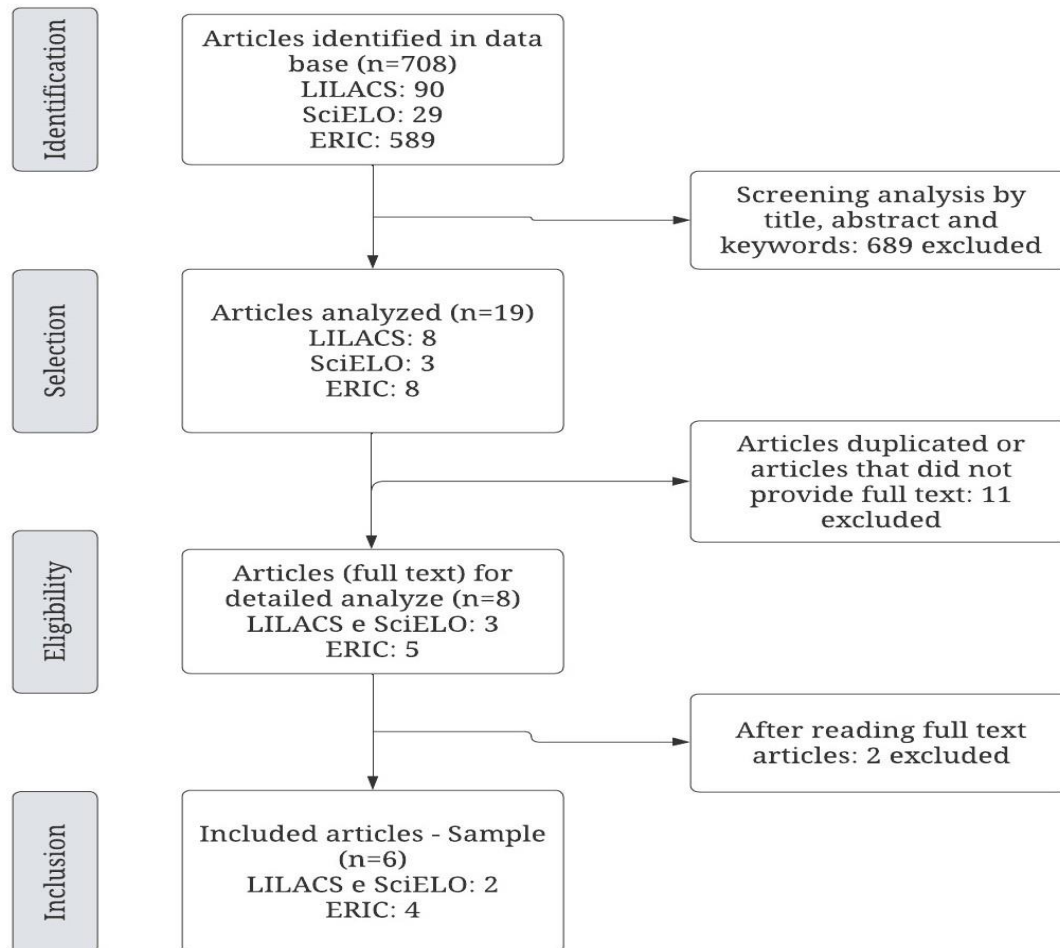 Identification
Articles identified in data
base (n=708)
LILACS: 90
SciELO: 29
ERIC: 589
Screening analysis by
title, abstract and
keywords: 689 excluded
Selection
Articles analyzed (n=19)
LILACS: 8
SciELO: 3
ERIC: 8
Articles duplicated or
articles that did not
provide full text: 11
excluded
Eligibility
Articles (full text) for
detailed analyze (n=8)
LILACS e SciELO: 3
ERIC: 5
After reading full text
articles: 2 excluded
Inclusion
Included articles - Sample
(n=6)
LILACS e SciELO: 2
ERIC: 4